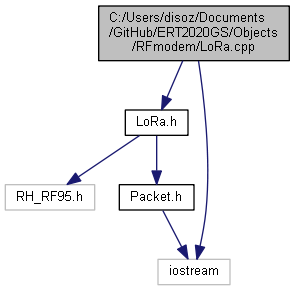 C:/Users/disoz/Documents
/GitHub/ERT2020GS/Objects
/RFmodem/LoRa.cpp
LoRa.h
RH_RF95.h
Packet.h
iostream